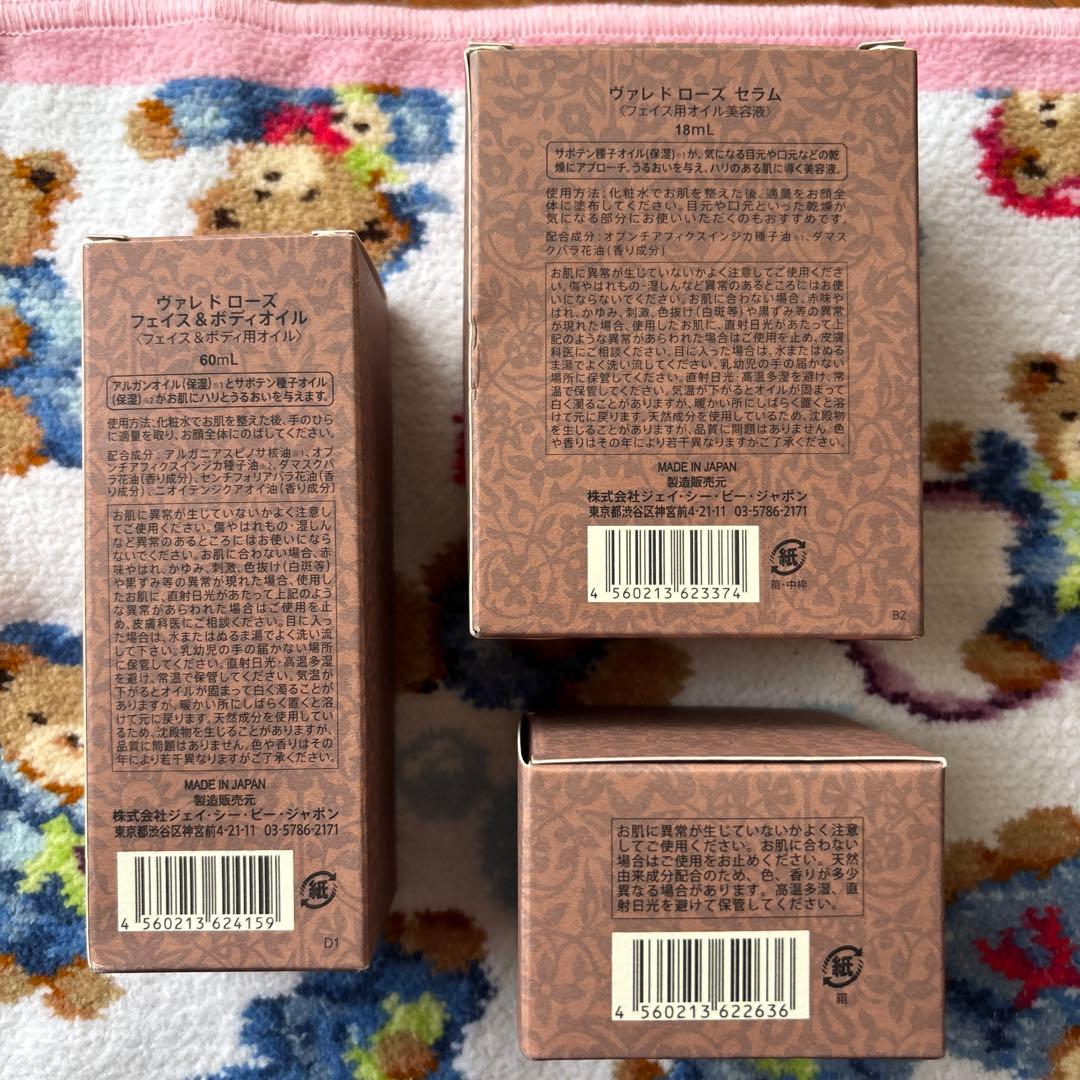 ヴァレド ローズ
フェイス＆ボディオイル
〈フェイス＆ボディ用オイル〉
60mL
アルガンオイル(保湿)※1とサボテン種子オイル
(保湿)※2がお肌にハリとうるおいを与えます。
使用方法:化粧水でお肌を整えた後、手のひら
に適量を取り、お顔全体にのばしてください。
配合成分：アルガニアスピノサ核油※1、オプ
ンチアフィクスインジカ種子油※2、ダマスクバ
ラ花油(香り成分)、センチフォリアバラ花油(香
り成分)、ニオイテンジクアオイ油(香り成分)
お肌に異常が生じていないかよく注意し
てご使用ください。傷やはれもの・湿しん
など異常のあるところにはお使いになら
ないでください。お肌に合わない場合、赤
味やはれ、かゆみ、刺激、色抜け(白斑等)
や黒ずみ等の異常が現れた場合、使用し
たお肌に、直射日光があたって上記のよう
な異常があらわれた場合はご使用を止
め、皮膚科医にご相談ください。目に入っ
た場合は、水またはぬるま湯でよく洗い流
して下さい。乳幼児の手の届かない場所
に保管してください。直射日光・高温多湿
を避け、常温で保管してください。気温が
下がるとオイルが固まって白く濁ることが
ありますが、暖かい所にしばらく置くと溶
けて元に戻ります。天然成分を使用してい
るため、沈殿物を生じることがありますが、
品質に問題はありません。色や香りはその
年により若干異なりますがご了承ください。
MADE IN JAPAN
製造販売元
株式会社ジェイ・シー・ビー・ジャポン
東京都渋谷区神宮前4-21-11 03-5786-2171
4 560213 624159
紙
D1
ヴァレド ローズ セラム
〈フェイス用オイル美容液〉
18mL
サボテン種子オイル(保湿)※1が、気になる目元や口元などの乾
燥にアプローチ。うるおいを与え、ハリのある肌に導く美容液。
使用方法:化粧水でお肌を整えた後、適量をお顔全
体に塗布してください。目元や口元といった乾燥が
気になる部分にお使いいただくのもおすすめです。
配合成分：オプンチアフィクスインジカ種子油※1、ダマス
クバラ花油(香り成分)
お肌に異常が生じていないかよく注意してご使用くださ
い。傷やはれもの・湿しんなど異常のあるところにはお使
いにならないでください。お肌に合わない場合、赤味や
はれ、かゆみ、刺激、色抜け(白斑等)や黒ずみ等の異常
が現れた場合、使用したお肌に、直射日光があたって上
記のような異常があらわれた場合はご使用を止め、皮膚
科医にご相談ください。目に入った場合は、水またはぬる
ま湯でよく洗い流してください。乳幼児の手の届かない
場所に保管してください。直射日光・高温多湿を避け、常
温で保管してください。気温が下がるとオイルが固まって
白く濁ることがありますが、暖かい所にしばらく置くと溶
けて元に戻ります。天然成分を使用しているため、沈殿物
を生じることがありますが、品質に問題はありません。色
や香りはその年により若干異なりますがご了承ください。
MADE IN JAPAN
製造販売元
株式会社ジェイ・シー・ビー・ジャポン
東京都渋谷区神宮前4-21-11 03-5786-2171
4 560213 623374
紙
箱・中枠
B2
お肌に異常が生じていないかよく注意
してご使用ください。お肌に合わない
場合はご使用をお止めください。天然
由来成分配合のため、色、香りが多少
異なる場合があります。高温多湿、直
射日光を避けて保管してください。
4 560213 622636
紙
箱